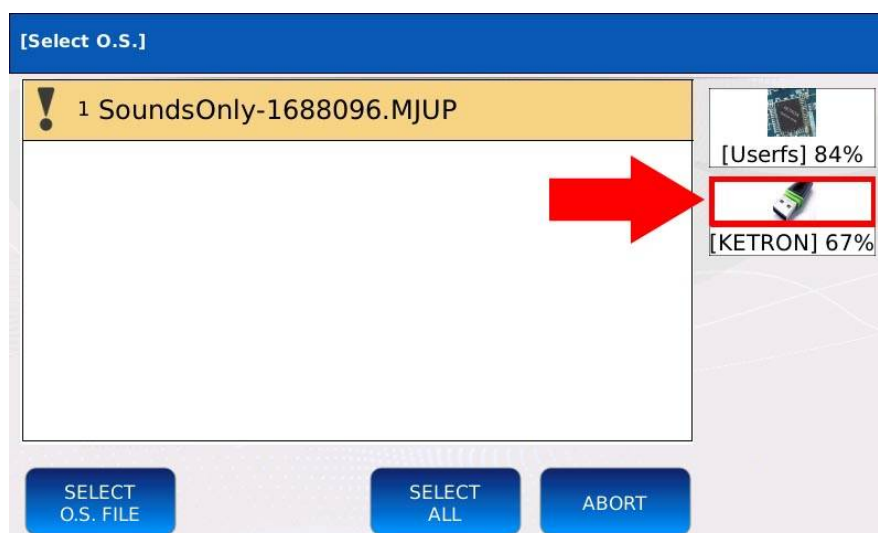 [Select O.S.]
1 SoundsOnly-1688096.MJUP
[Userfs] 84%
[KETRON] 67%
SELECT
O.S. FILE
SELECT
ALL
ABORT